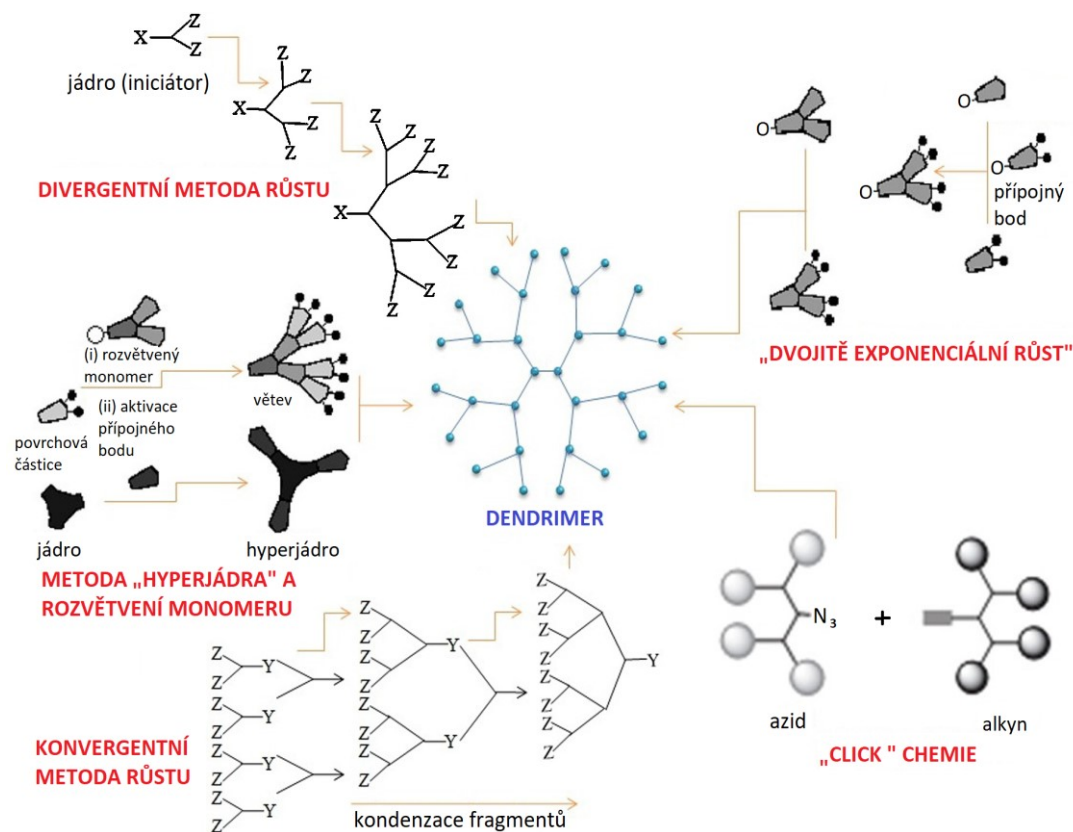 Z
X
Z
jádro (iniciátor)
Z
Z
X
Z
Z
DIVERGENTNÍ METODA RŮSTU
Z
Z
Z
Z
X
Z
Z
Z
Z
O
O
O
O
přípojný
bod
„DVOJITĚ EXPONENCIÁLNÍ RŮST"
(i) rozvětvený
monomer
(ii) aktivace
přípojného
bodu
povrchová
částice
větev
jádro
hyperjádro
METODA „HYPERJÁDRA" A
ROZVĚTVENÍ MONOMERU
DENDRIMER
Z
Z
Y
Z
Z
Y
Z
Z
Y
Z
Z
Y
Z
Z
Z
Z
Y
Z
Z
Z
Z
Y
Z
Z
Z
Z
Y
Z
Z
Z
Z
KONVERGENTNÍ
METODA RŮSTU
kondenzace fragmentů
N₃
+
azid
alkyn
„CLICK " CHEMIE